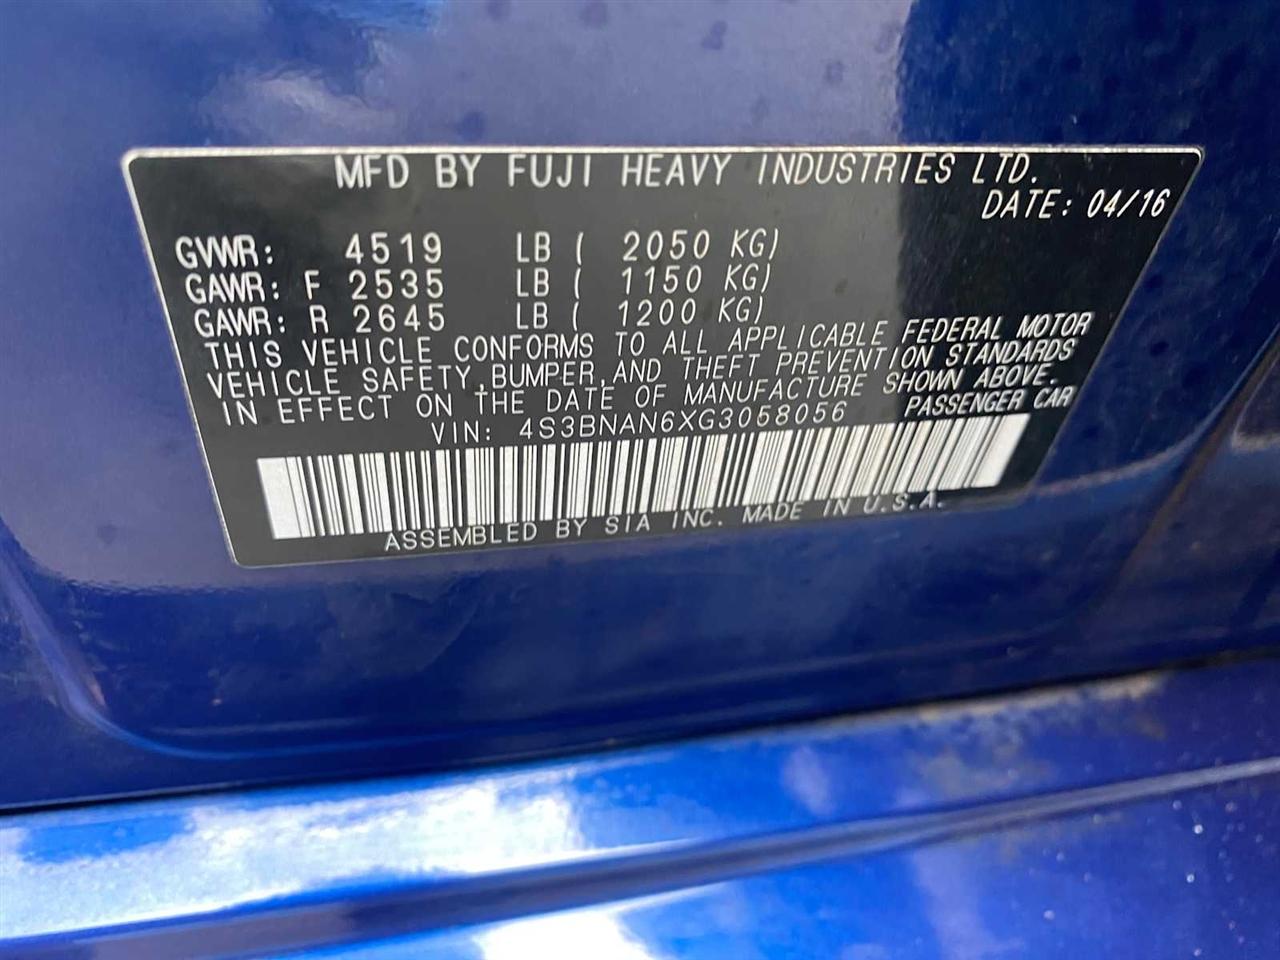 MFD BY FUJI HEAVY INDUSTRIES LTD.
DATE: 04/16
GVWR: 4519 LB ( 2050 KG)
GAWR: F 2535 LB ( 1150 KG)
GAWR: R 2645 LB ( 1200 KG)
THIS VEHICLE CONFORMS TO ALL APPLICABLE FEDERAL MOTOR
VEHICLE SAFETY, BUMPER, AND THEFT PREVENTION STANDARDS
IN EFFECT ON THE DATE OF MANUFACTURE SHOWN ABOVE.
VIN: 4S3BNAN6XG3058056 PASSENGER CAR
ASSEMBLED BY SIA INC. MADE IN U.S.A.